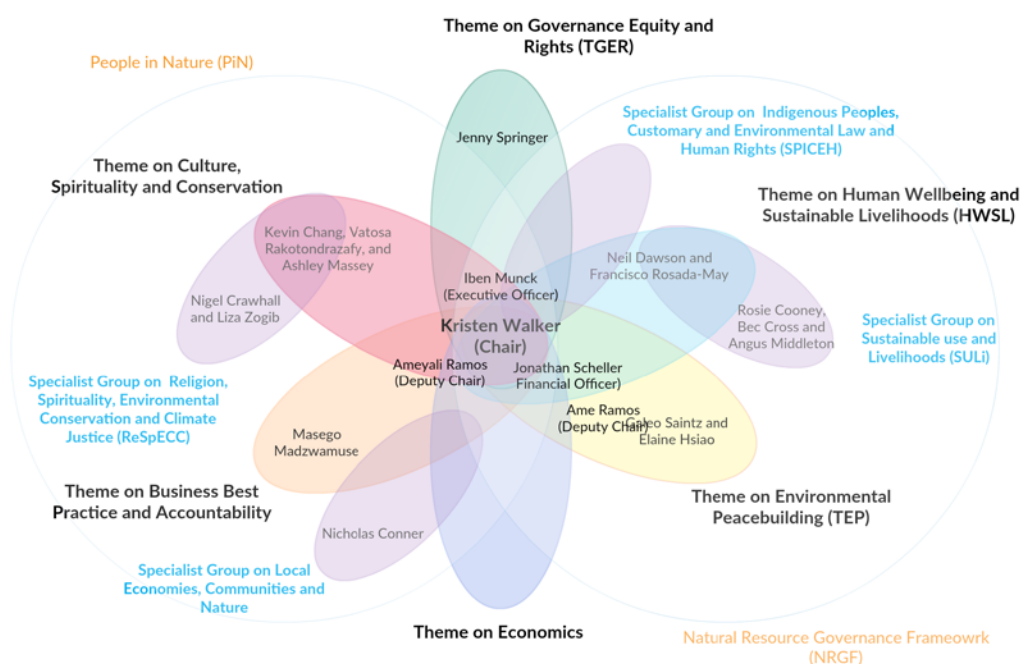 Theme on Governance Equity and
Rights (TGER)
People in Nature (PiN)
Jenny Springer
Specialist Group on Indigenous Peoples,
Customary and Environmental Law and
Human Rights (SPICEH)
Theme on Culture,
Spirituality and Conservation
Theme on Human Wellbeing and
Sustainable Livelihoods (HWSL)
Kevin Chang, Vatosa
Rakotondrazafy, and
Ashley Massey
Neil Dawson and
Francisco Rosada-May
Iben Munck
(Executive Officer)
Nigel Crawhall
and Liza Zogib
Rosie Cooney,
Bec Cross and
Angus Middleton
Kristen Walker
(Chair)
Specialist Group on
Sustainable use and
Livelihoods (SULi)
Ameyali Ramos
(Deputy Chair)
Jonathan Scheller
Financial Officer)
Specialist Group on Religion,
Spirituality, Environmental
Conservation and Climate
Justice (ReSpECC)
Ame Ramos
(Deputy Chair)
Galeo Saintz and
Elaine Hsiao
Masego
Madzwamuse
Theme on Business Best
Practice and Accountability
Theme on Environmental
Peacebuilding (TEP)
Nicholas Conner
Specialist Group on Local
Economies, Communities and
Nature
Theme on Economics
Natural Resource Governance Frameowrk
(NRGF)